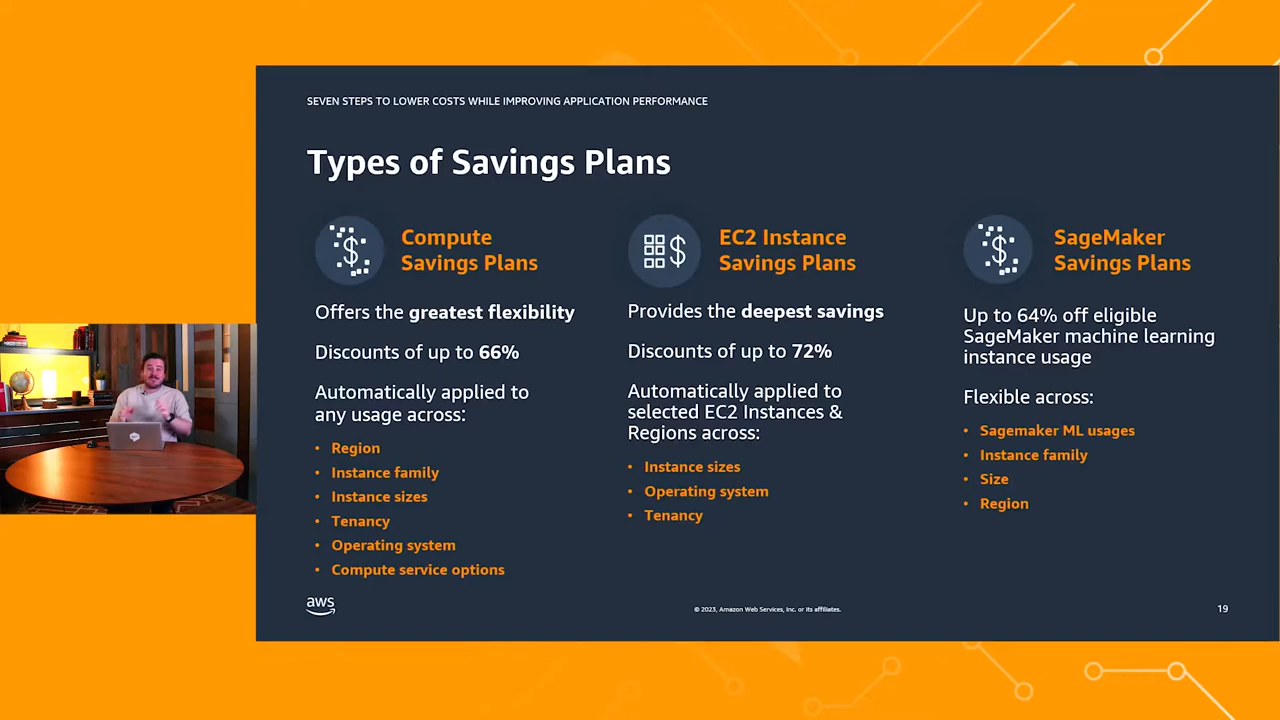 SEVEN STEPS TO LOWER COSTS WHILE IMPROVING APPLICATION PERFORMANCE
Types of Savings Plans
Compute
Savings Plans
Offers the greatest flexibility
Discounts of up to 66%
Automatically applied to
any usage across:
• Region
• Instance family
• Instance sizes
• Tenancy
• Operating system
• Compute service options
EC2 Instance
Savings Plans
Provides the deepest savings
Discounts of up to 72%
Automatically applied to
selected EC2 Instances &
Regions across:
• Instance sizes
• Operating system
• Tenancy
SageMaker
Savings Plans
Up to 64% off eligible
SageMaker machine learning
instance usage
Flexible across:
• Sagemaker ML usages
• Instance family
• Size
• Region
aws
© 2023, Amazon Web Services, Inc. or its affiliates.
19